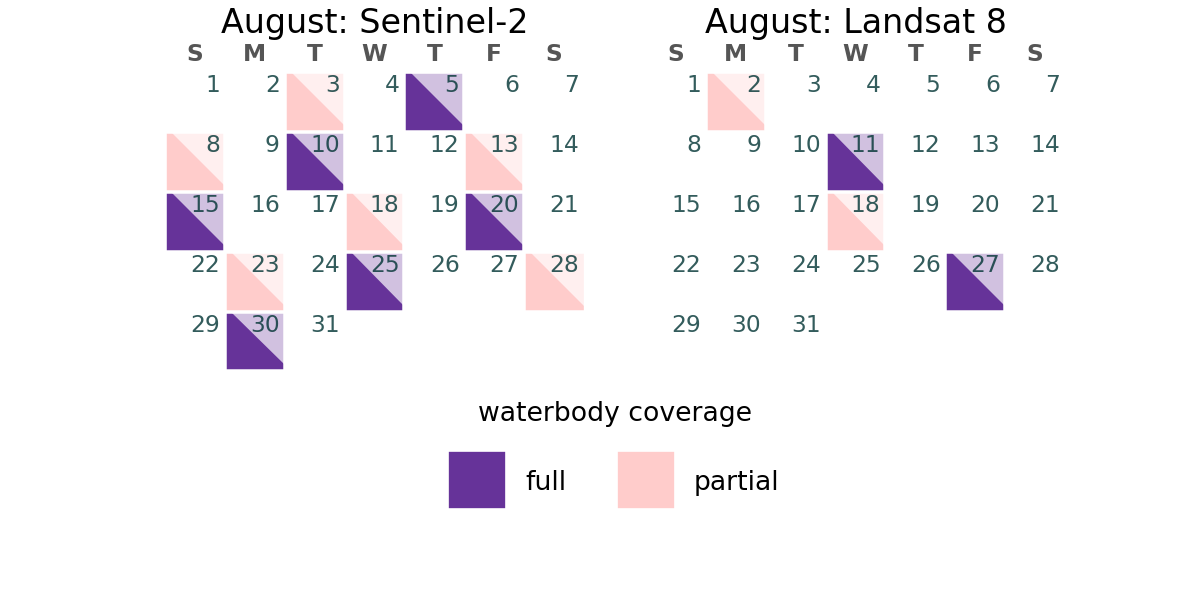 August: Sentinel-2
S M T W T F S
1 2 3 4 5 6 7
8 9 10 11 12 13 14
15 16 17 18 19 20 21
22 23 24 25 26 27 28
29 30 31
August: Landsat 8
S M T W T F S
1 2 3 4 5 6 7
8 9 10 11 12 13 14
15 16 17 18 19 20 21
22 23 24 25 26 27 28
29 30 31
waterbody coverage
full partial